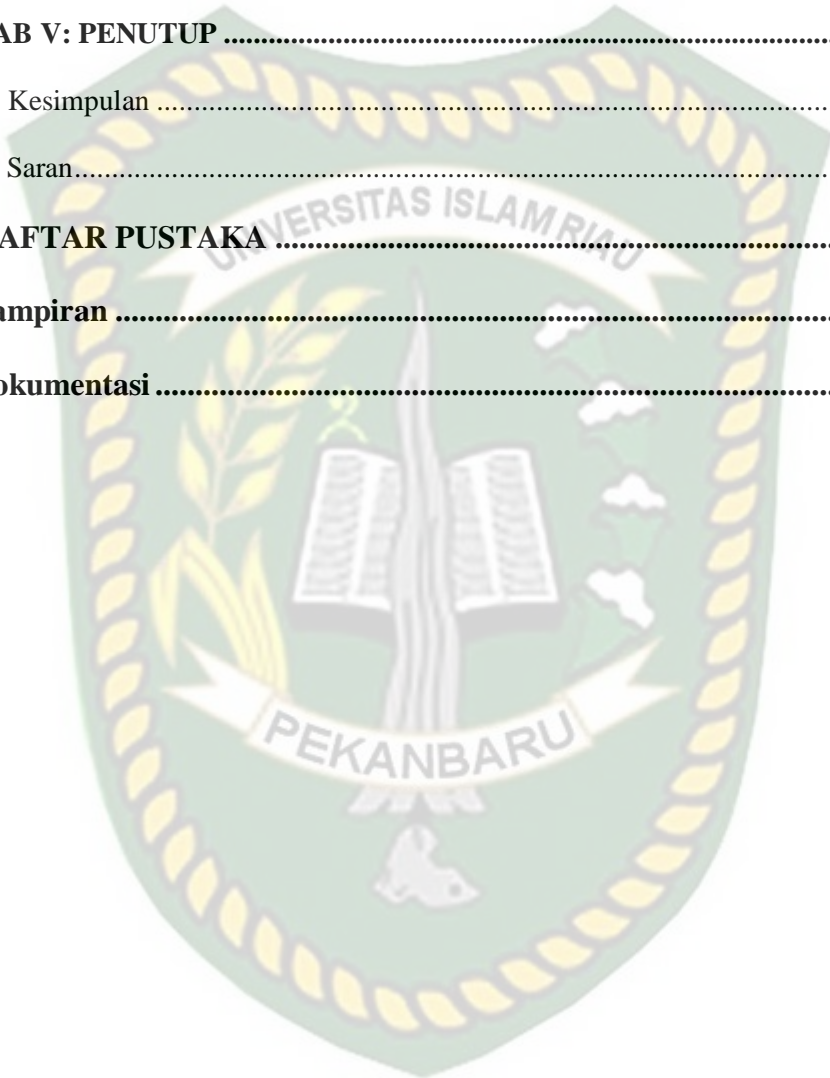 AB V: PENUTUP ................................................................................
Kesimpulan .........................................................................................
Saran....................................................................................................
UNIVERSITAS ISLAM RIAU
AFTAR PUSTAKA .........................................................................
ampiran ..............................................................................................
okumentasi.........................................................................................
PEKANBARU